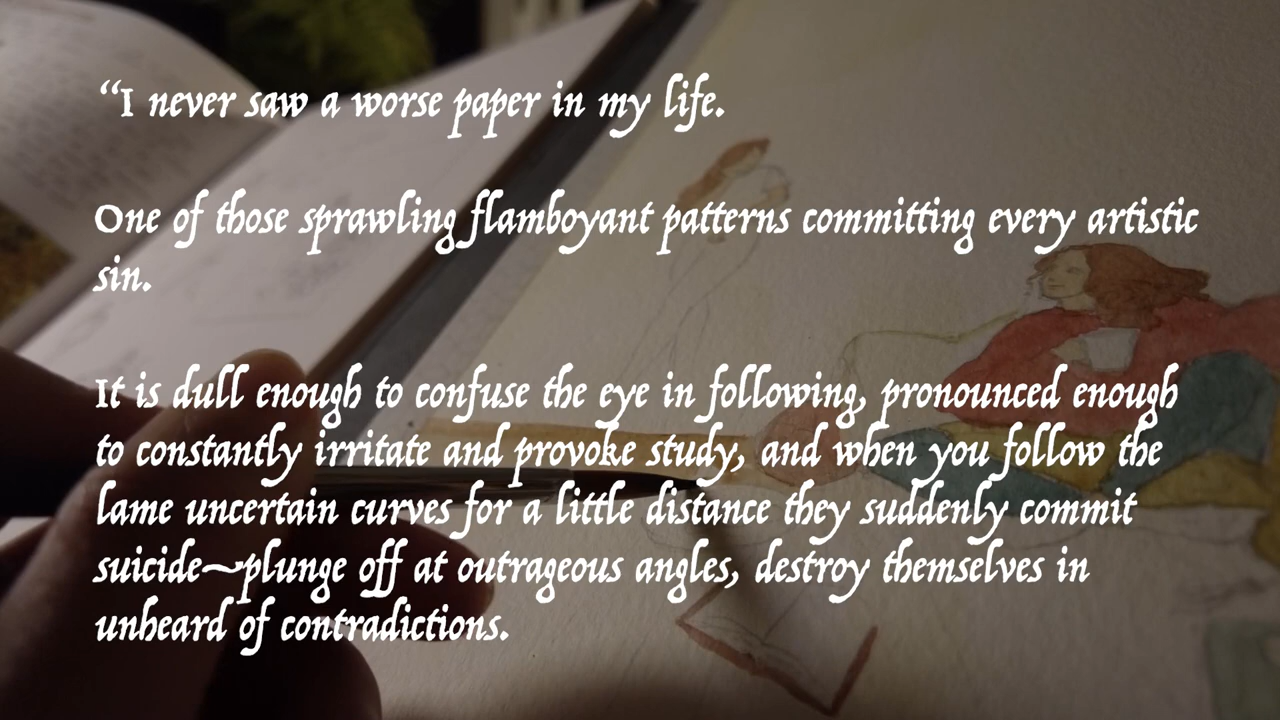 “I never saw a worse paper in my life.
One of those sprawling flamboyant patterns committing every artistic
sin.
It is dull enough to confuse the eye in following, pronounced enough
to constantly irritate and provoke study, and when you follow the
lame uncertain curves for a little distance they suddenly commit
suicide—plunge off at outrageous angles, destroy themselves in
unheard of contradictions.